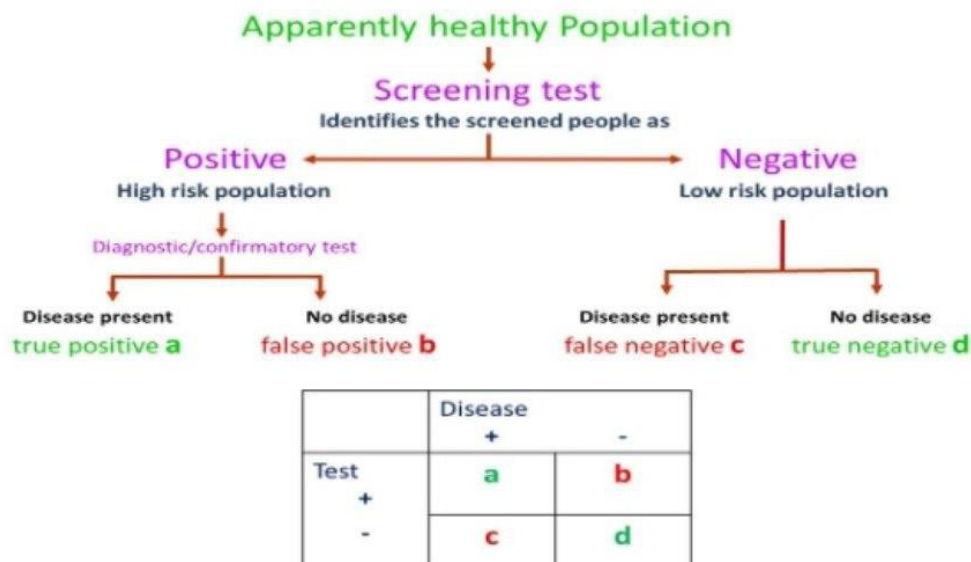 Apparently healthy Population
Screening test
Identifies the screened people as
Positive
Negative
High risk population
Low risk population
Diagnostic/confirmatory test
Disease present
No disease
Disease present
No disease
true positive a
false positive b
false negative c
true negative d
Disease
+ -
Test
a b
+
- c d